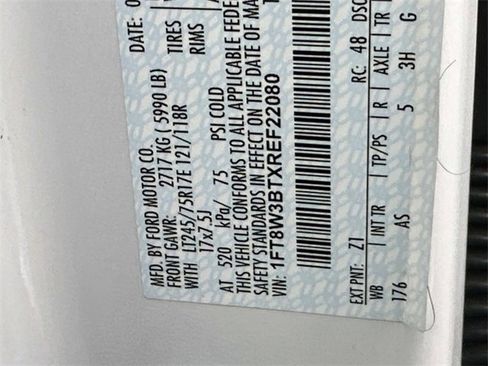 MFD. BY FORD MOTOR CO.
DATE: 0
FRONT GAWR: 2717 KG ( 5990 LB)
WITH LT245/75R17E 121/118R TIRES
17x7.5J RIMS
AT 520 kPa/ 75 PSI COLD
THIS VEHICLE CONFORMS TO ALL APPLICABLE FEDE
SAFETY STANDARDS IN EFFECT ON THE DATE OF MA
VIN: 1FT8W3BTXREF22080
EXT PNT: Z1 RC: 48 DSO
WB INT TR TP/PS R AXLE TR
176 AS 5 3H G